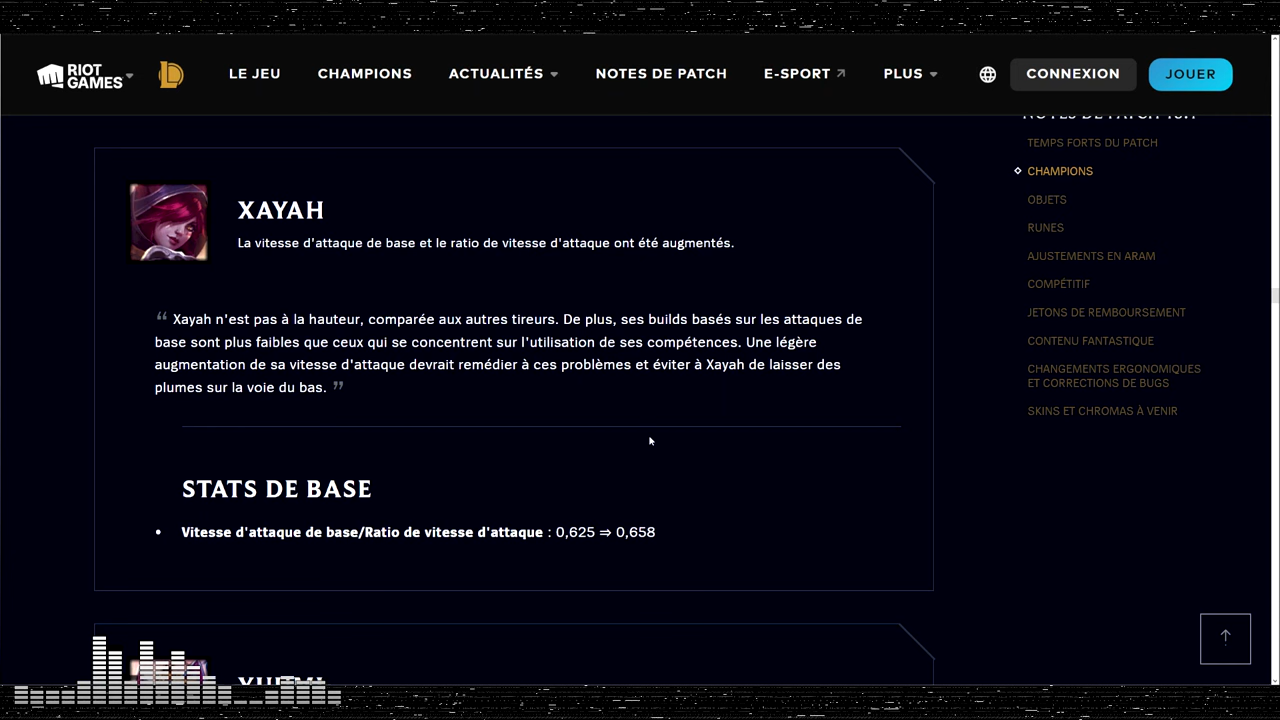 RIOT GAMES
LE JEU
CHAMPIONS
ACTUALITÉS
NOTES DE PATCH
E-SPORT
PLUS
CONNEXION
JOUER
XAYAH
La vitesse d'attaque de base et le ratio de vitesse d'attaque ont été augmentés.
“ Xayah n'est pas à la hauteur, comparée aux autres tireurs. De plus, ses builds basés sur les attaques de
base sont plus faibles que ceux qui se concentrent sur l'utilisation de ses compétences. Une légère
augmentation de sa vitesse d'attaque devrait remédier à ces problèmes et éviter à Xayah de laisser des
plumes sur la voie du bas. ”
STATS DE BASE
• Vitesse d'attaque de base/Ratio de vitesse d'attaque : 0,625 ⇒ 0,658
NOTES DE PATCH
TEMPS FORTS DU PATCH
CHAMPIONS
OBJETS
RUNES
AJUSTEMENTS EN ARAM
COMPÉTITIF
JETONS DE REMBOURSEMENT
CONTENU FANTASTIQUE
CHANGEMENTS ERGONOMIQUES
ET CORRECTIONS DE BUGS
SKINS ET CHROMAS À VENIR